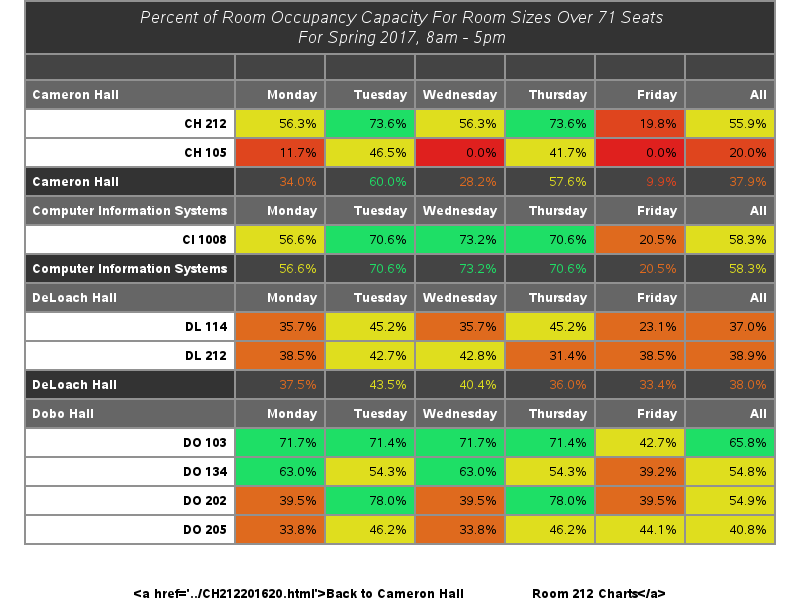 Percent of Room Occupancy Capacity For Room Sizes Over 71 Seats
For Spring 2017, 8am - 5pm
Cameron Hall Monday Tuesday Wednesday Thursday Friday All
CH 212 56.3% 73.6% 56.3% 73.6% 19.8% 55.9%
CH 105 11.7% 46.5% 0.0% 41.7% 0.0% 20.0%
Cameron Hall 34.0% 60.0% 28.2% 57.6% 9.9% 37.9%
Computer Information Systems Monday Tuesday Wednesday Thursday Friday All
CI 1008 56.6% 70.6% 73.2% 70.6% 20.5% 58.3%
Computer Information Systems 56.6% 70.6% 73.2% 70.6% 20.5% 58.3%
DeLoach Hall Monday Tuesday Wednesday Thursday Friday All
DL 114 35.7% 45.2% 35.7% 45.2% 23.1% 37.0%
DL 212 38.5% 42.7% 42.8% 31.4% 38.5% 38.9%
DeLoach Hall 37.5% 43.5% 40.4% 36.0% 33.4% 38.0%
Dobo Hall Monday Tuesday Wednesday Thursday Friday All
DO 103 71.7% 71.4% 71.7% 71.4% 42.7% 65.8%
DO 134 63.0% 54.3% 63.0% 54.3% 39.2% 54.8%
DO 202 39.5% 78.0% 39.5% 78.0% 39.5% 54.9%
DO 205 33.8% 46.2% 33.8% 46.2% 44.1% 40.8%
<a href='../CH212201620.html'>Back to Cameron Hall Room 212 Charts</a>